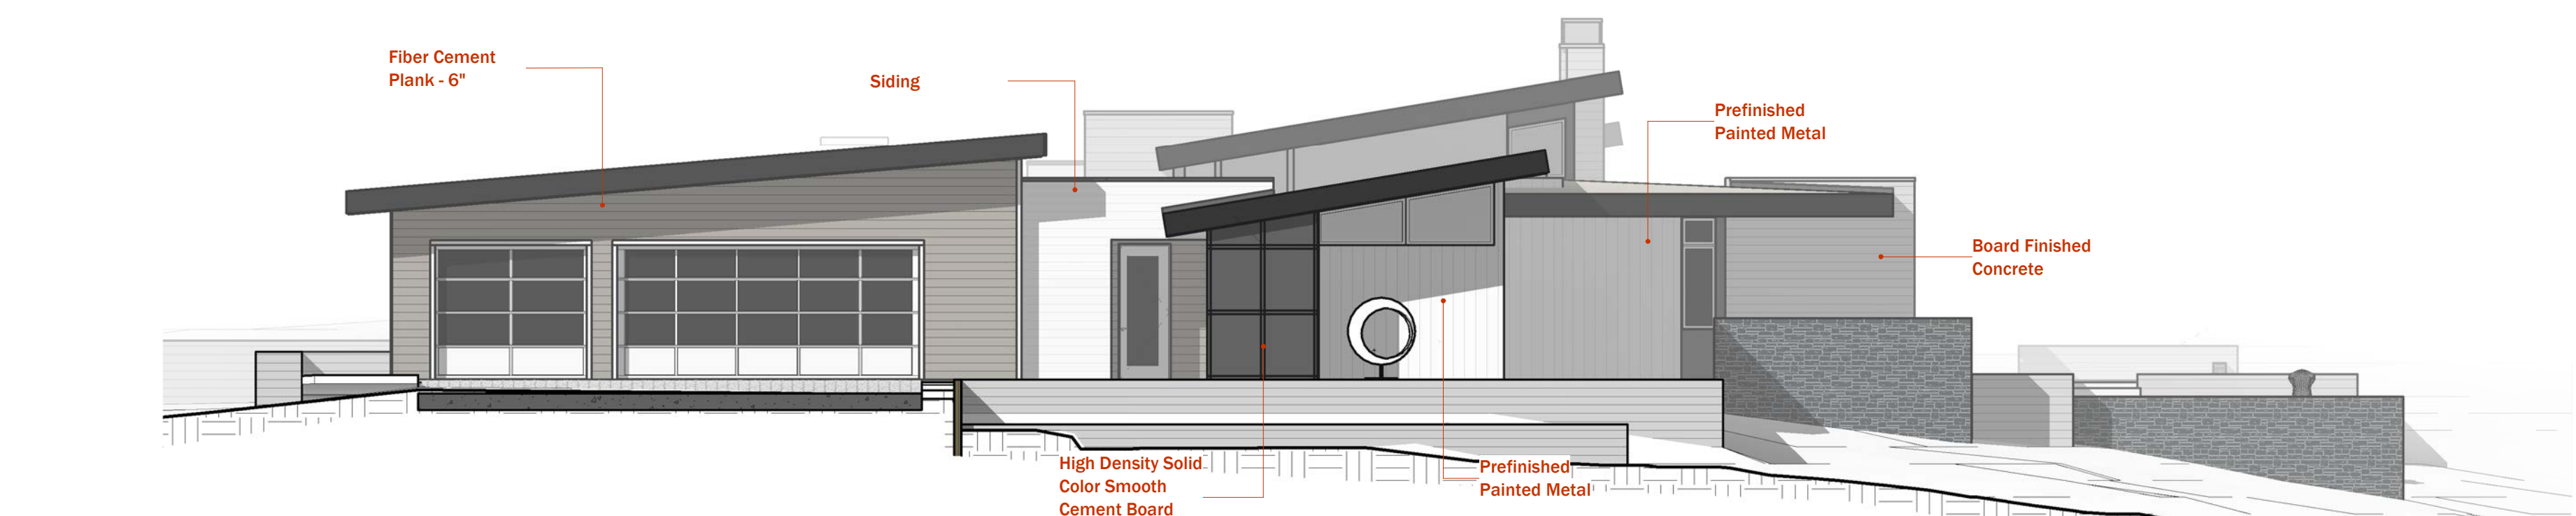 Fiber Cement
Plank - 6"
Siding
Prefinished
Painted Metal
Board Finished
Concrete
High Density Solid
Color Smooth
Cement Board
Prefinished
Painted Metal